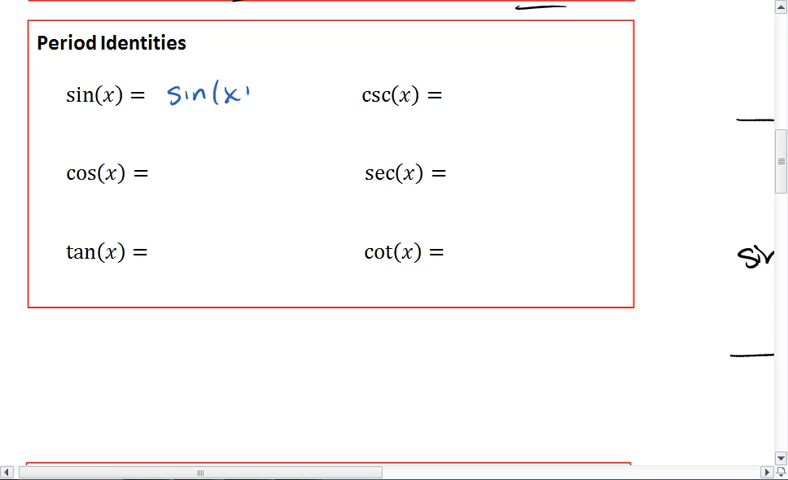 Period Identities
sin(x) = sin(x
csc(x) =
cos(x) =
sec(x) =
tan(x) =
cot(x) =